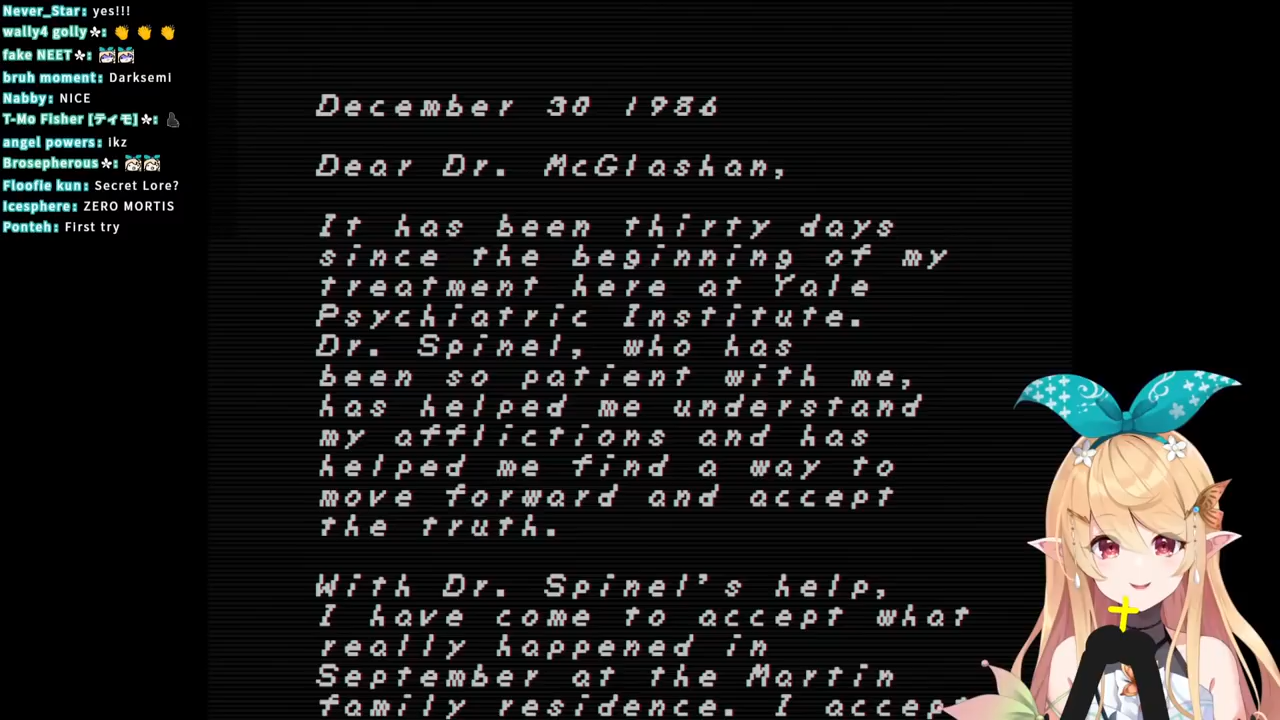 Never_Star: yes!!!
wally4 golly: 👏 👏 👏
fake NEET:
bruh moment: Darksemi
Nabby: NICE
T-Mo Fisher [ティモ]:
angel powers: lkz
Brosepherous:
Floofie kun: Secret Lore?
Icesphere: ZERO MORTIS
Ponteh: First try
December 30 1986
Dear Dr. McGlashan,
It has been thirty days
since the beginning of my
treatment here at Yale
Psychiatric Institute.
Dr. Spinel, who has
been so patient with me,
has helped me understand
my afflictions and has
helped me find a way to
move forward and accept
the truth.
With Dr. Spinel's help,
I have come to accept what
really happened in
September at the Martin
family residence. I accept